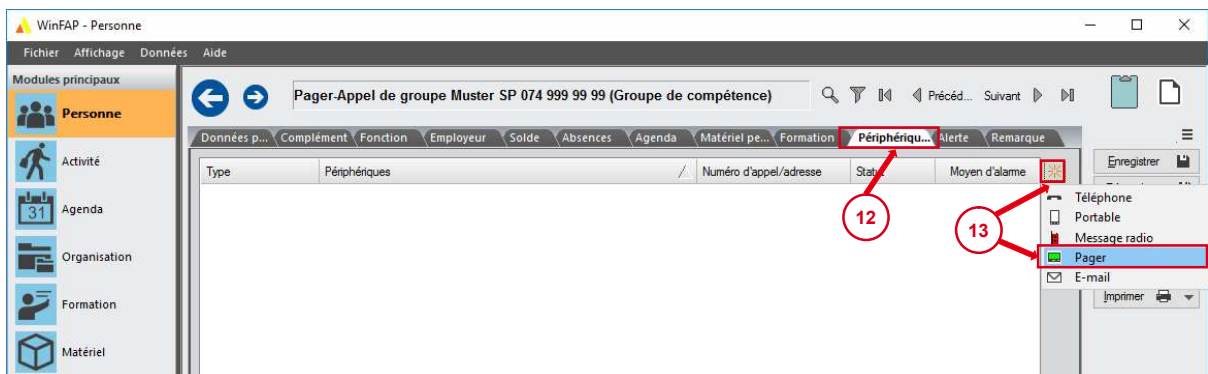 WinFAP - Personne
Fichier Affichage Données Aide
Modules principaux
Personne
Activité
31
Agenda
Organisation
Formation
Matériel
Pager-Appel de groupe Muster SP 074 999 99 99 (Groupe de compétence)
Précéd... Suivant
Données p... Complément Fonction Employeur Solde Absences Agenda Matériel pe... Formation Périphériqu... Alerte Remarque
Type Périphériques Numéro d'appel/adresse Statut Moyen d'alarme
Enregistrer
Téléphone
Portable
Message radio
Pager
E-mail
Imprimer
12
13